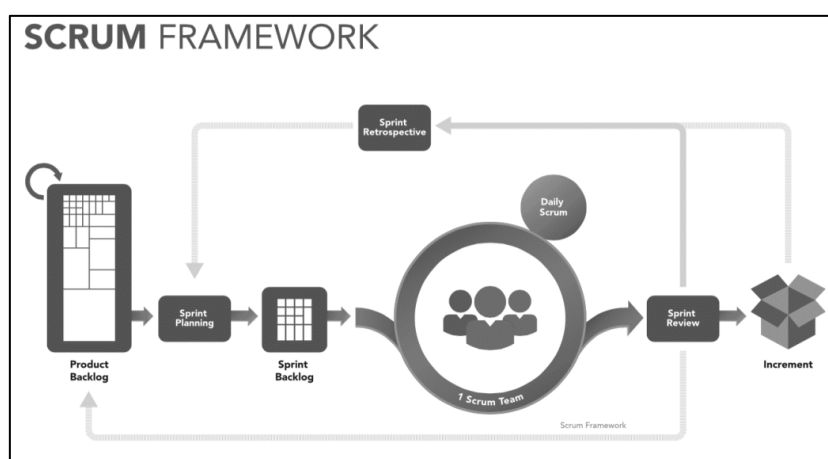 SCRUM FRAMEWORK
Sprint
Retrospective
Daily
Scrum
Sprint
Planning
Sprint
Review
Product
Backlog
Sprint
Backlog
1 Scrum Team
Increment
Scrum Framework